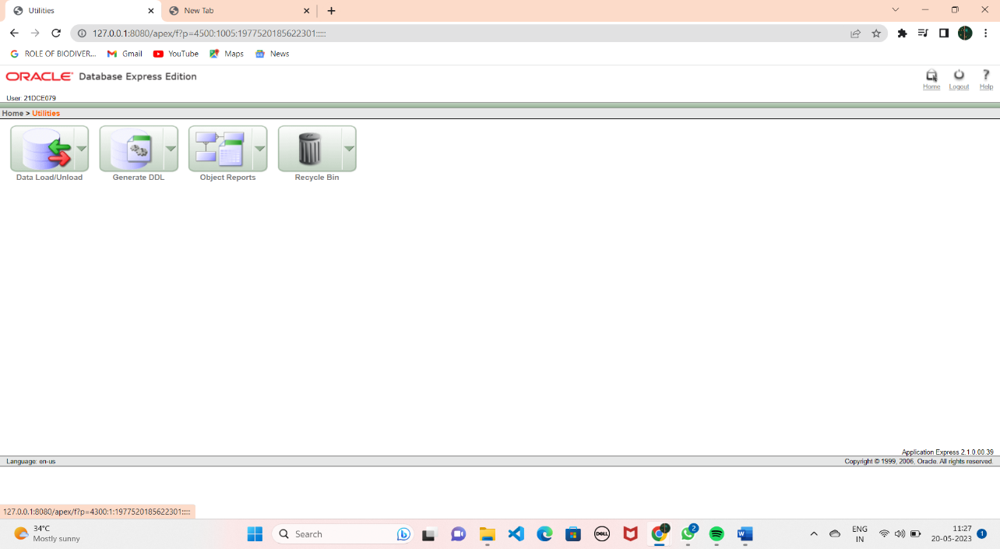 Utilities
New Tab
127.0.0.1:8080/apex/f?p=4500:1005:1977520185622301:::::
ROLE OF BIODIVER...
Gmail
YouTube
Maps
News
ORACLE Database Express Edition
Home
Logout
Help
User: 21DCE079
Home > Utilities
Data Load/Unload
Generate DDL
Object Reports
Recycle Bin
Application Express 2.1.0.00.39
Language: en-us
Copyright © 1999, 2006, Oracle. All rights reserved.
127.0.0.1:8080/apex/f?p=4300:1:1977520185622301:::::
34°C
Mostly sunny
Search
DELL
2
ENG
IN
11:27
20-05-2023
1